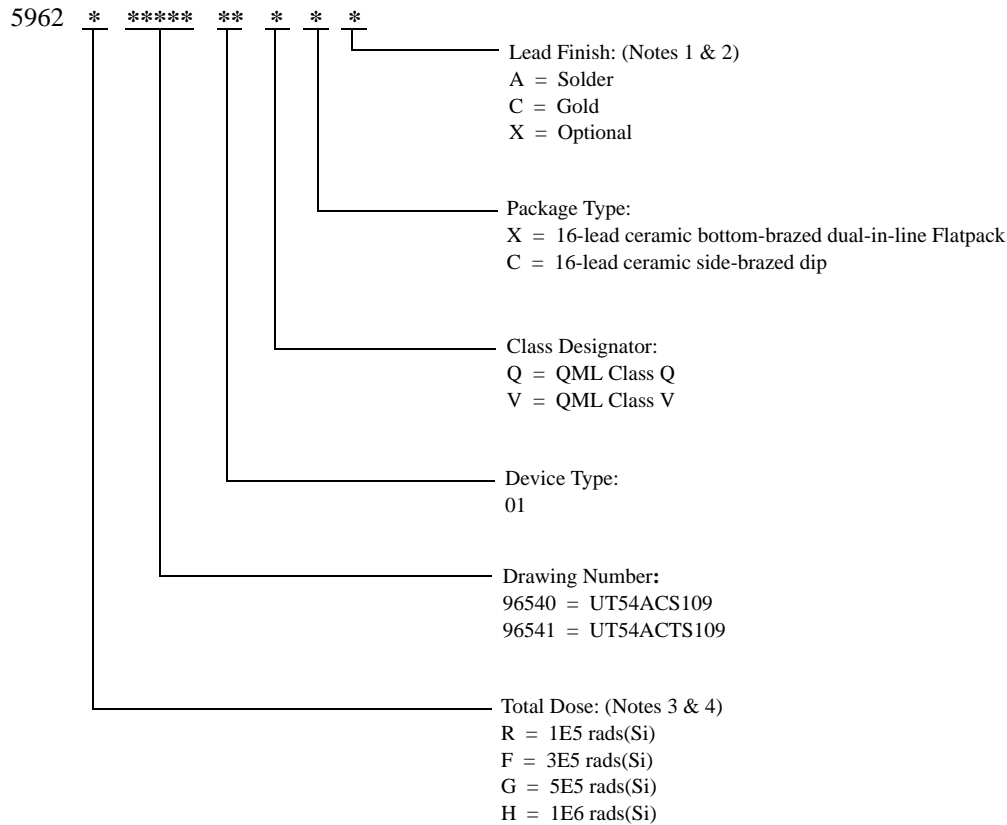 5962 * ***** ** * * *
Lead Finish: (Notes 1 & 2)
A = Solder
C = Gold
X = Optional
Package Type:
X = 16-lead ceramic bottom-brazed dual-in-line Flatpack
C = 16-lead ceramic side-brazed dip
Class Designator:
Q = QML Class Q
V = QML Class V
Device Type:
01
Drawing Number:
96540 = UT54ACS109
96541 = UT54ACTS109
Total Dose: (Notes 3 & 4)
R = 1E5 rads(Si)
F = 3E5 rads(Si)
G = 5E5 rads(Si)
H = 1E6 rads(Si)